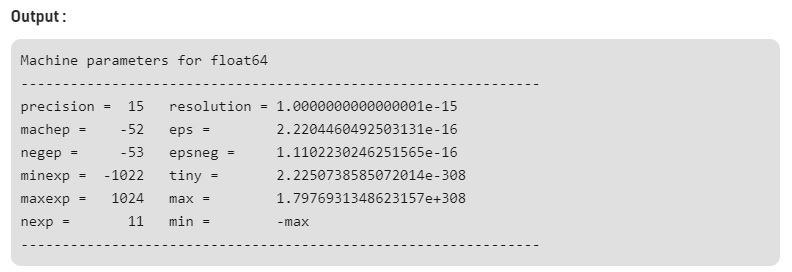 Output :
Machine parameters for float64
---------------------------------------------------------------
precision =  15   resolution = 1.0000000000000001e-15
machep =    -52   eps =        2.2204460492503131e-16
negep =     -53   epsneg =     1.1102230246251565e-16
minexp =  -1022   tiny =       2.2250738585072014e-308
maxexp =   1024   max =        1.7976931348623157e+308
nexp =       11   min =        -max
---------------------------------------------------------------